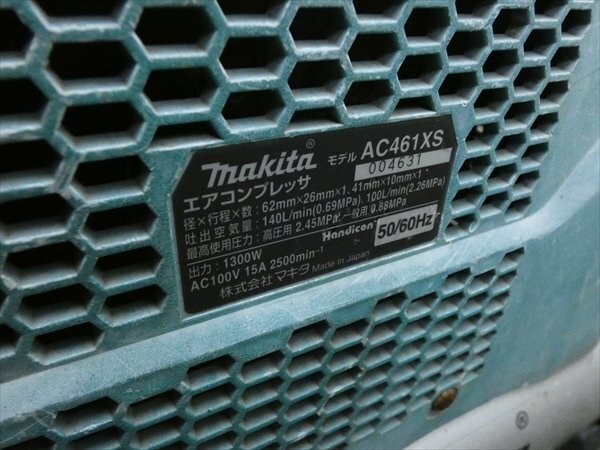 makita® モデル AC461XS
エアコンプレッサ 004631
径×行程×数: 62mm×26mm×1, 41mm×10mm×1
吐出空気量: 140L/min(0.69MPa), 100L/min(2.26MPa)
最高使用圧力: 高圧用 2.45MPa 一般用 0.88MPa
出力: 1300W Handicon® 50/60Hz
AC100V 15A 2500min⁻¹
株式会社 マキタ Made in Japan
®